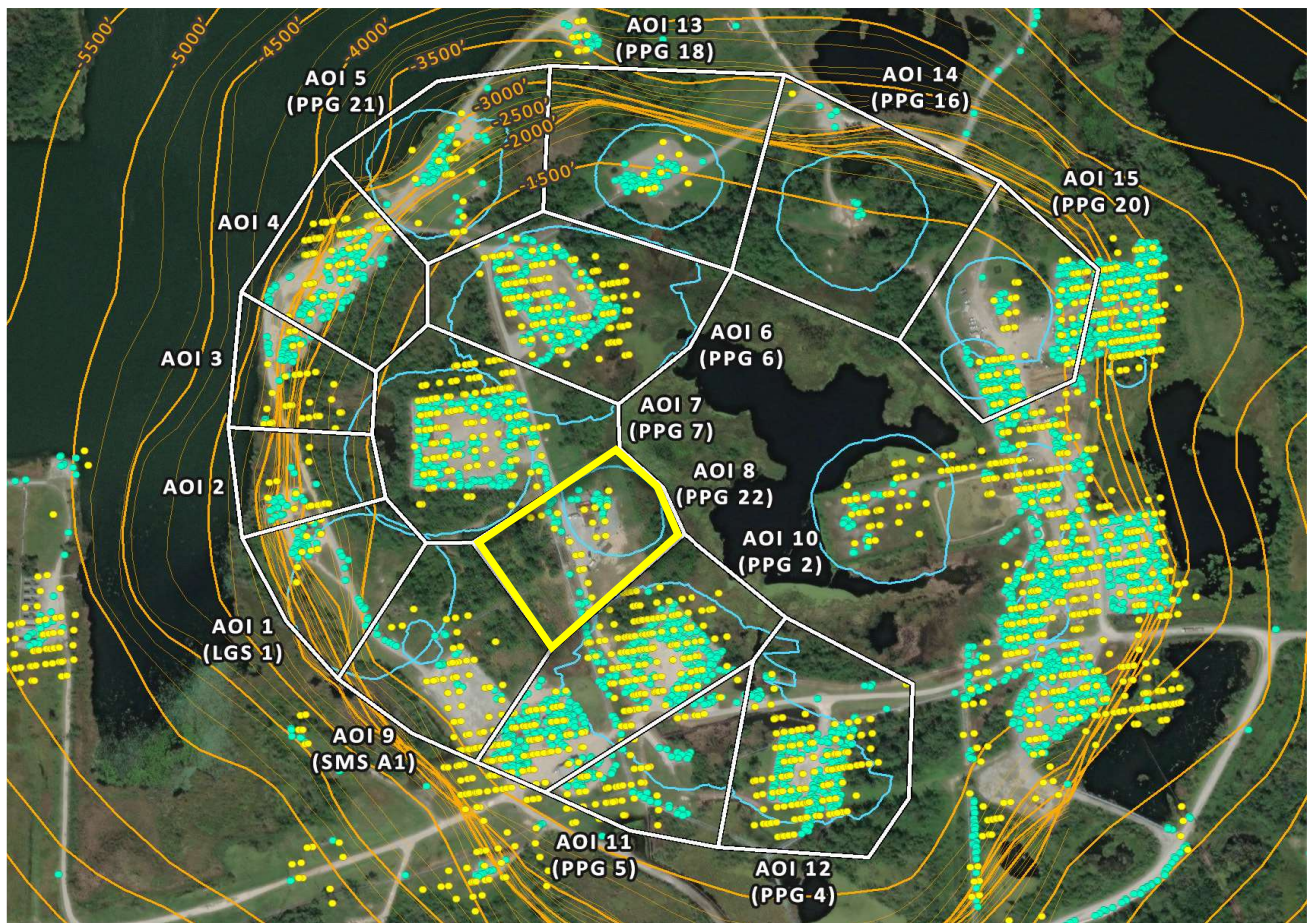 -5500'
-5000'
-4500'
-4000'
-3500'
-3000'
-2500'
-2000'
-1500'
AOI 13
(PPG 18)
AOI 14
(PPG 16)
AOI 5
(PPG 21)
AOI 15
(PPG 20)
AOI 4
AOI 3
AOI 6
(PPG 6)
AOI 7
(PPG 7)
AOI 2
AOI 8
(PPG 22)
AOI 10
(PPG 2)
AOI 1
(LGS 1)
AOI 9
(SMS A1)
AOI 11
(PPG 5)
AOI 12
(PPG 4)